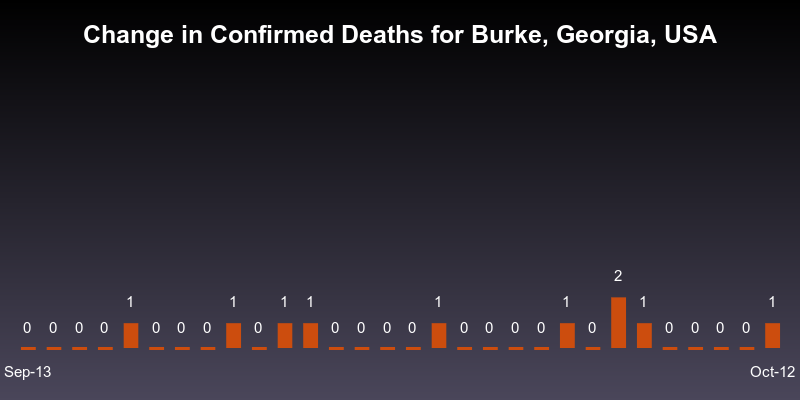 Change in Confirmed Deaths for Burke, Georgia, USA
2
1 1 1 1 1 1 1 1
0 0 0 0 0 0 0 0 0 0 0 0 0 0 0 0 0 0 0 0 0
Sep-13 Oct-12